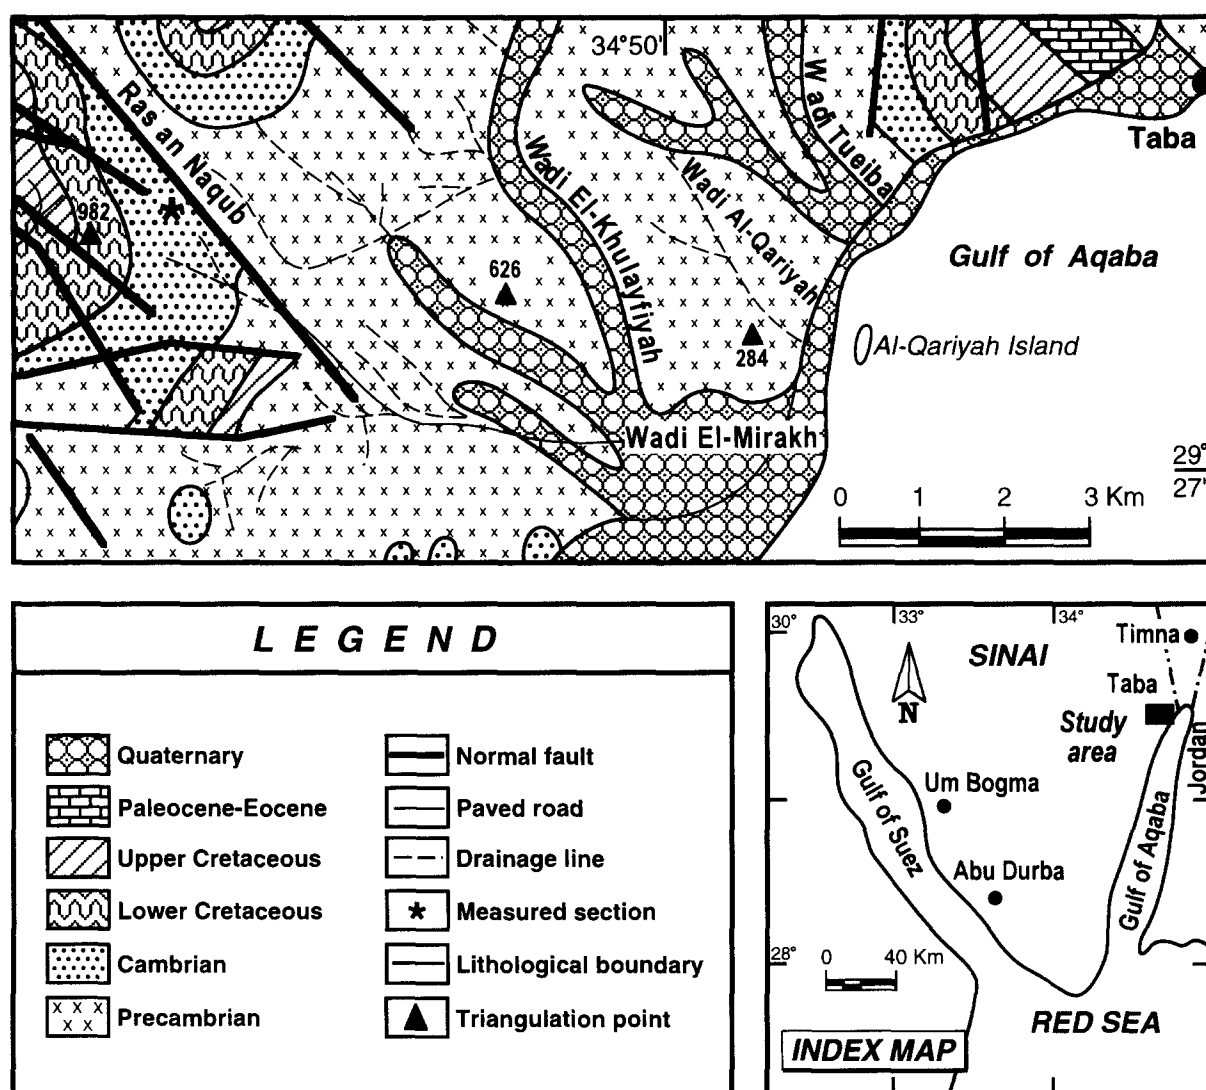 34°50'
Ras an Naqub
Wadi El-Khulayfiyah
Wadi Al-Qariyah
Wadi Tueiba
Taba
982
626
284
Gulf of Aqaba
Al-Qariyah Island
Wadi El-Mirakh
29°
27'
0 1 2 3 Km
LEGEND
Quaternary
Paleocene-Eocene
Upper Cretaceous
Lower Cretaceous
Cambrian
Precambrian
Normal fault
Paved road
Drainage line
Measured section
Lithological boundary
Triangulation point
30°
33°
34°
SINAI
N
Timna
Taba
Study
area
Jordan
Um Bogma
Gulf of Suez
Abu Durba
Gulf of Aqaba
28°
0 40 Km
RED SEA
INDEX MAP